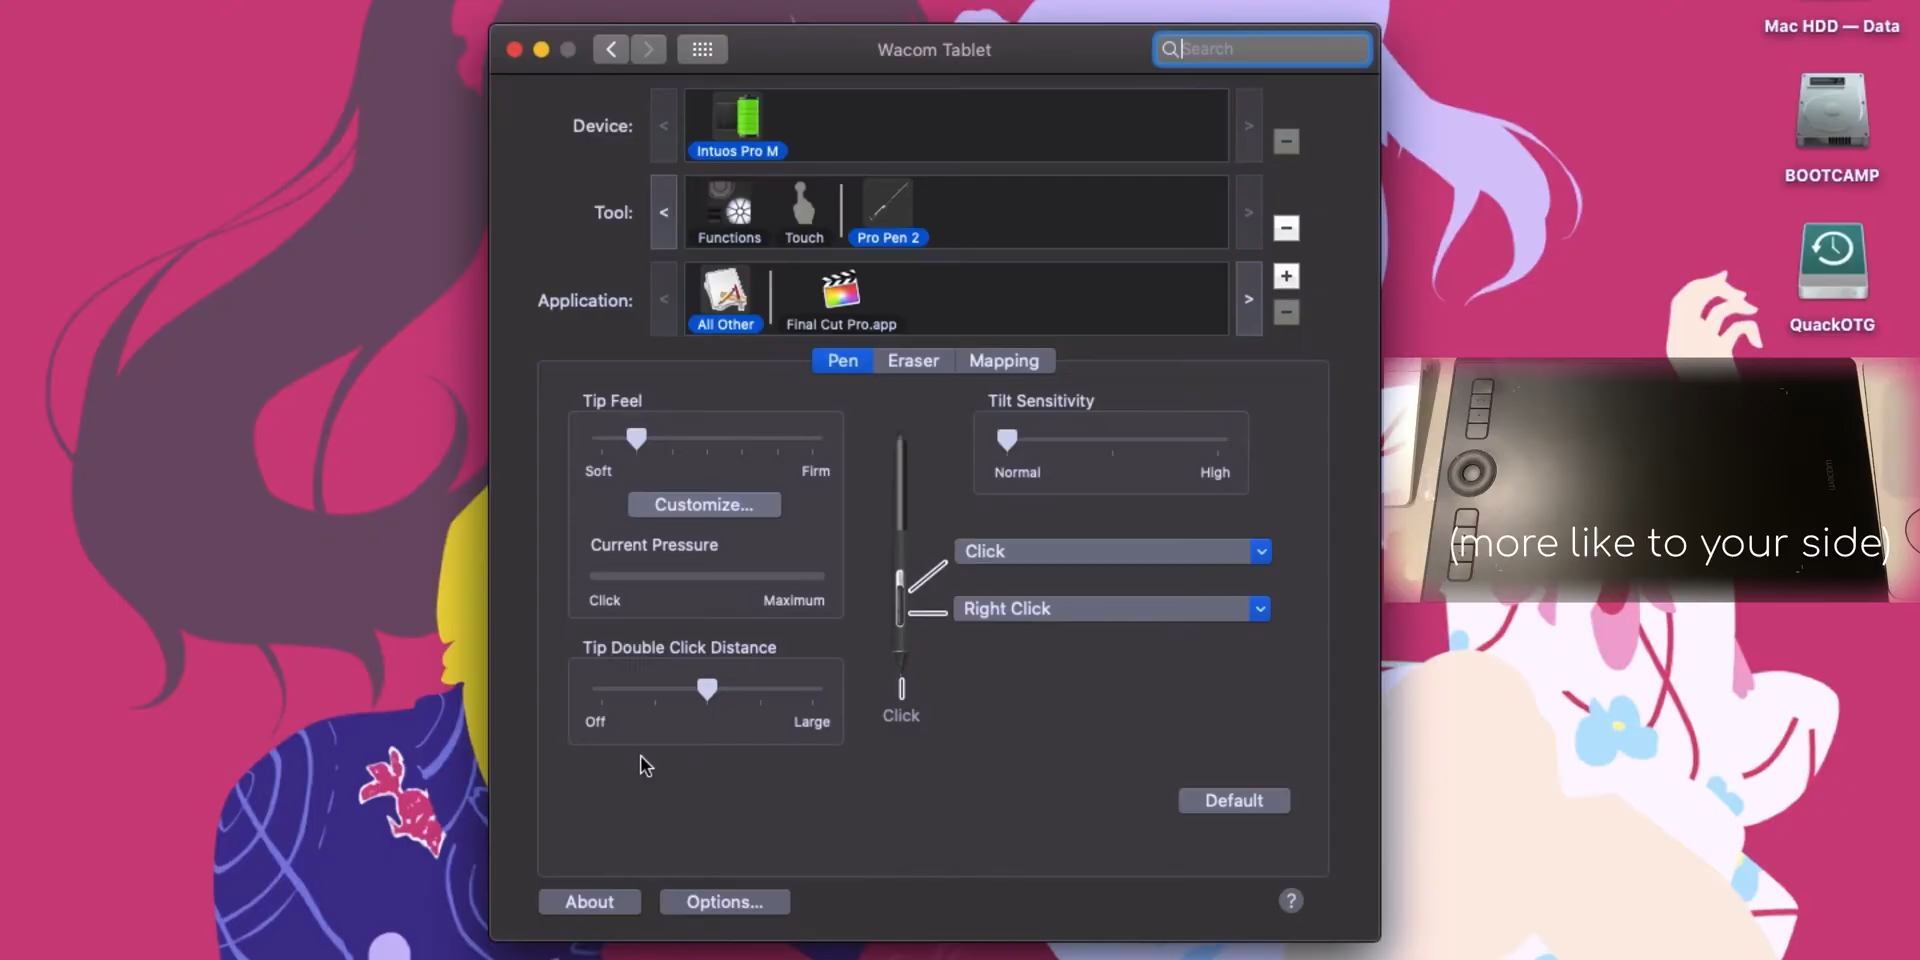 Wacom Tablet
Search
Mac HDD — Data
BOOTCAMP
QuackOTG
Device:
Intuos Pro M
Tool:
Functions
Touch
Pro Pen 2
Application:
All Other
Final Cut Pro.app
Pen
Eraser
Mapping
Tip Feel
Soft
Firm
Customize...
Current Pressure
Click
Maximum
Tip Double Click Distance
Off
Large
Click
Tilt Sensitivity
Normal
High
Click
Right Click
Default
About
Options...
?
wacom
(more like to your side)